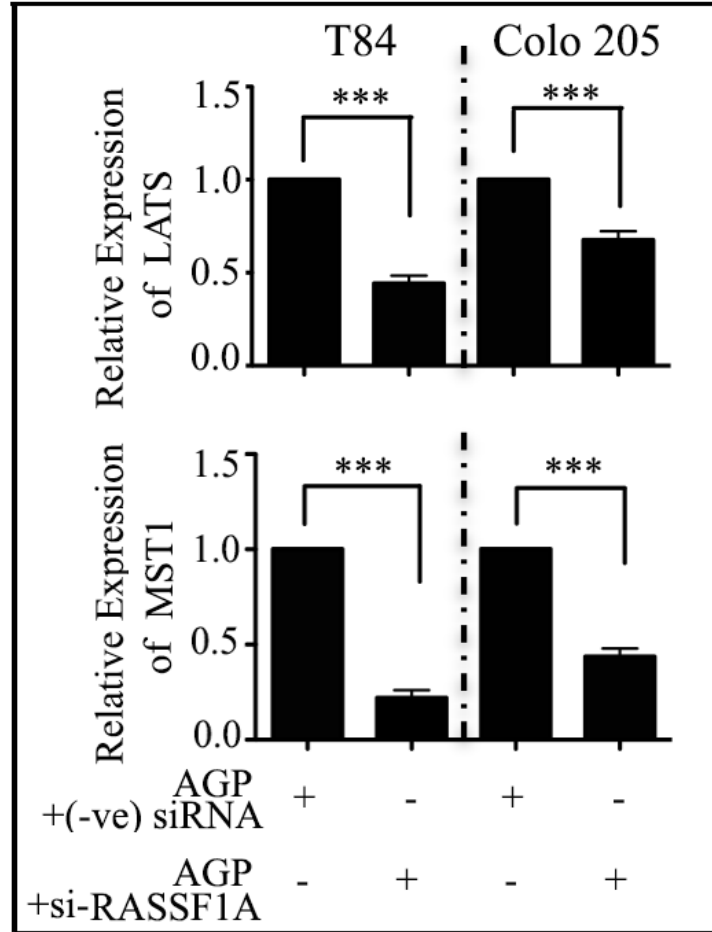 T84 Colo 205
Relative Expression
of LATS
1.5
1.0
0.5
0.0
*** ***
Relative Expression
of MST1
1.5
1.0
0.5
0.0
*** ***
AGP
+(-ve) siRNA + - + -
AGP
+si-RASSF1A - + - +